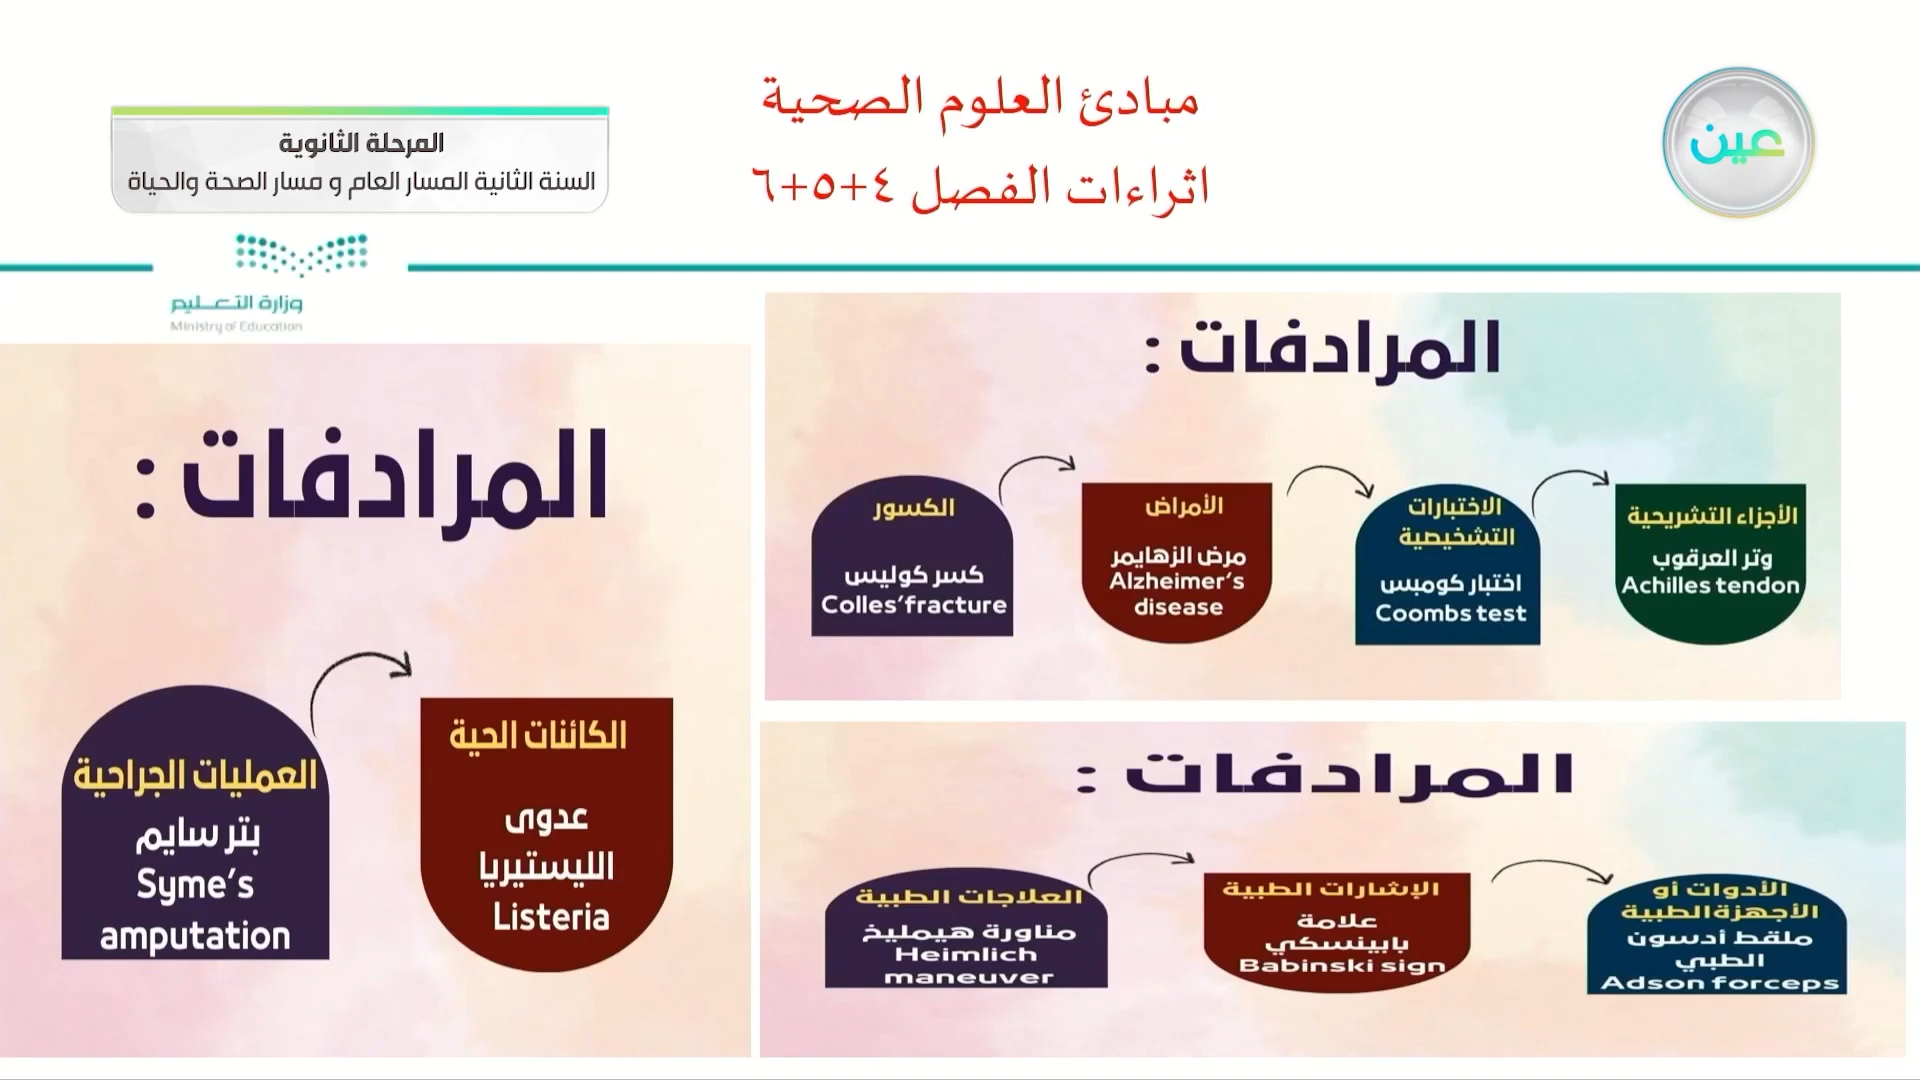 عين
مبادئ العلوم الصحية
اثراءات الفصل ٤+٥+٦
المرحلة الثانوية
السنة الثانية المسار العام و مسار الصحة والحياة
وزارة التعليم
Ministry of Education
المرادفات :
الأجزاء التشريحية
وتر العرقوب
Achilles tendon
الاختبارات
التشخيصية
اختبار كومبس
Coombs test
الأمراض
مرض الزهايمر
Alzheimer's
disease
الكسور
كسر كوليس
Colles'fracture
المرادفات :
الأدوات أو
الأجهزة الطبية
ملقط أدسون
الطبي
Adson forceps
الإشارات الطبية
علامة
بابينسكي
Babinski sign
العلاجات الطبية
مناورة هيمليخ
Heimlich
maneuver
المرادفات :
الكائنات الحية
عدوى
الليستيريا
Listeria
العمليات الجراحية
بتر سايم
Syme's
amputation